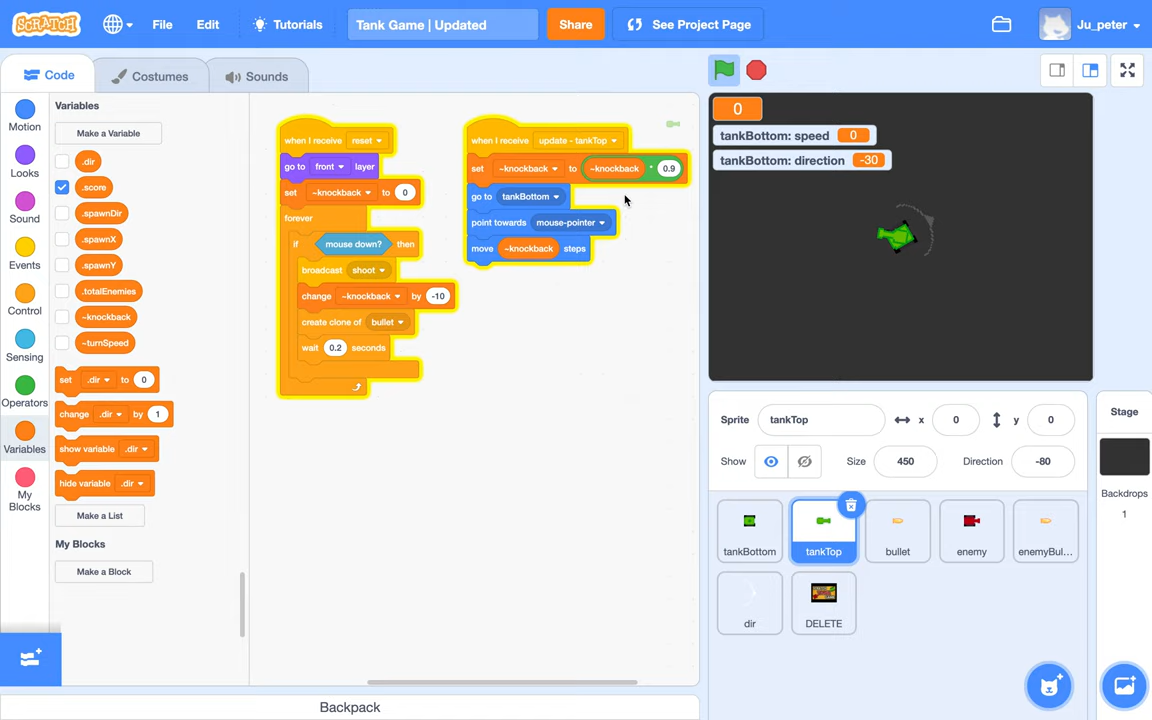 SCRATCH File Edit Tutorials Tank Game | Updated Share See Project Page Ju_peter
Code Costumes Sounds
Motion
Looks
Sound
Events
Control
Sensing
Operators
Variables
My
Blocks
Variables
Make a Variable
.dir
.score
.spawnDir
.spawnX
.spawnY
.totalEnemies
~knockback
~turnSpeed
set .dir to 0
change .dir by 1
show variable .dir
hide variable .dir
Make a List
My Blocks
Make a Block
when I receive reset
go to front layer
set ~knockback to 0
forever
if mouse down? then
broadcast shoot
change ~knockback by -10
create clone of bullet
wait 0.2 seconds
when I receive update - tankTop
set ~knockback to ~knockback * 0.9
go to tankBottom
point towards mouse-pointer
move ~knockback steps
0
tankBottom: speed 0
tankBottom: direction -30
Sprite tankTop x 0 y 0
Show Size 450 Direction -80
tankBottom tankTop bullet enemy enemyBul...
dir DELETE
Stage
Backdrops
1
Backpack